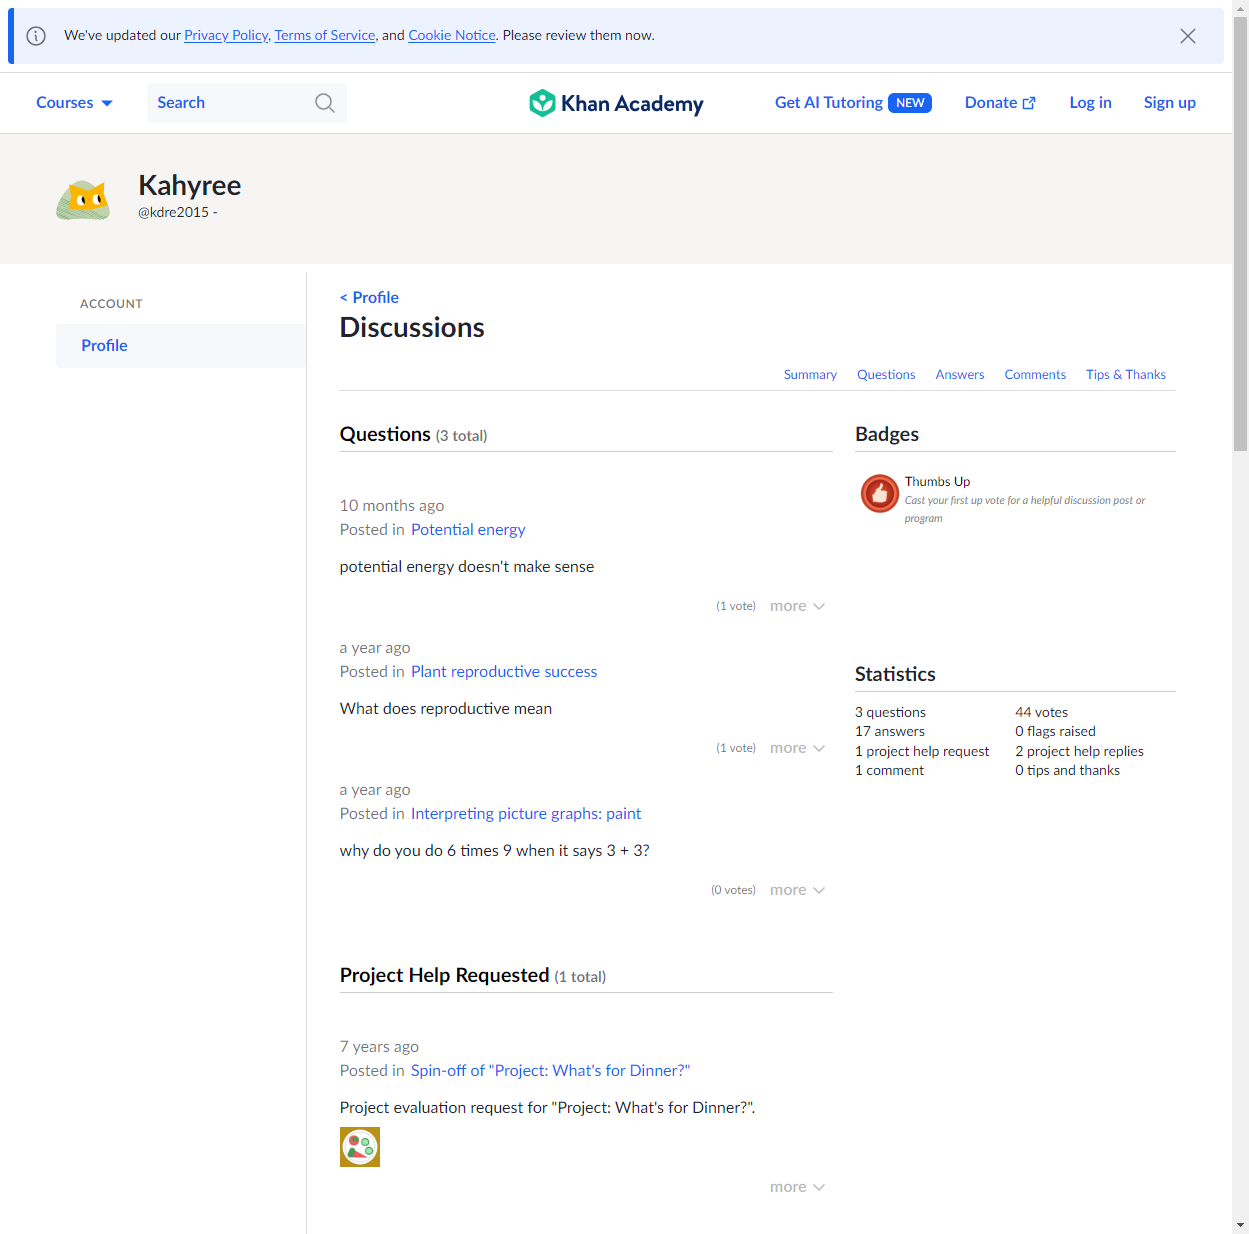 We've updated our Privacy Policy, Terms of Service, and Cookie Notice. Please review them now.
Courses
Search
Khan Academy
Get AI Tutoring NEW
Donate
Log in
Sign up
Kahyree
@kdre2015 -
ACCOUNT
Profile
< Profile
Discussions
Summary
Questions
Answers
Comments
Tips & Thanks
Questions (3 total)
10 months ago
Posted in Potential energy
potential energy doesn't make sense
(1 vote) more
a year ago
Posted in Plant reproductive success
What does reproductive mean
(1 vote) more
a year ago
Posted in Interpreting picture graphs: paint
why do you do 6 times 9 when it says 3 + 3?
(0 votes) more
Project Help Requested (1 total)
7 years ago
Posted in Spin-off of "Project: What's for Dinner?"
Project evaluation request for "Project: What's for Dinner?".
more
Badges
Thumbs Up
Cast your first up vote for a helpful discussion post or
program
Statistics
3 questions
17 answers
1 project help request
1 comment
44 votes
0 flags raised
2 project help replies
0 tips and thanks